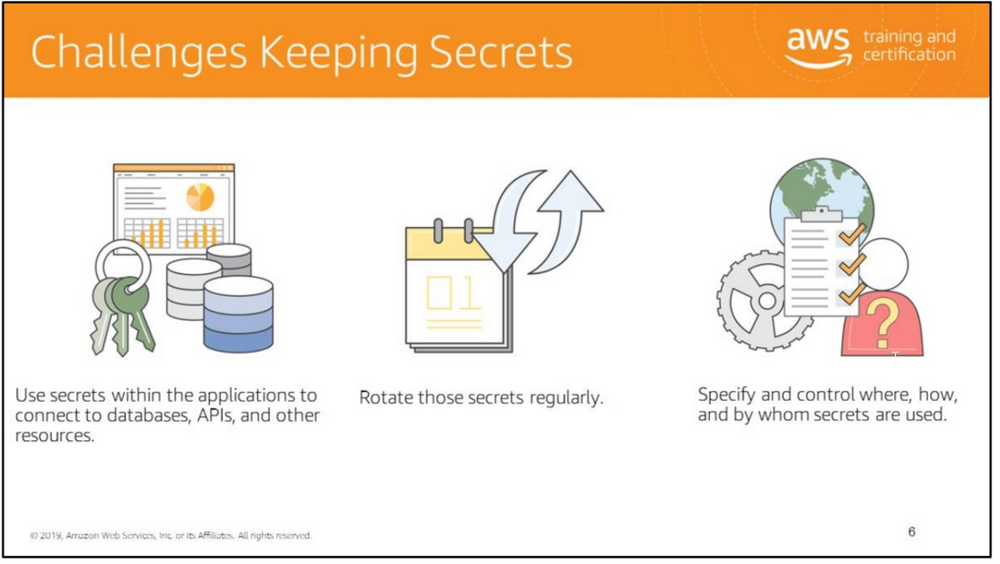 Challenges Keeping Secrets
aws training and
certification
01
?
Use secrets within the applications to
connect to databases, APIs, and other
resources.
Rotate those secrets regularly.
Specify and control where, how,
and by whom secrets are used.
© 2019, Amazon Web Services, Inc. or its Affiliates. All rights reserved.
6